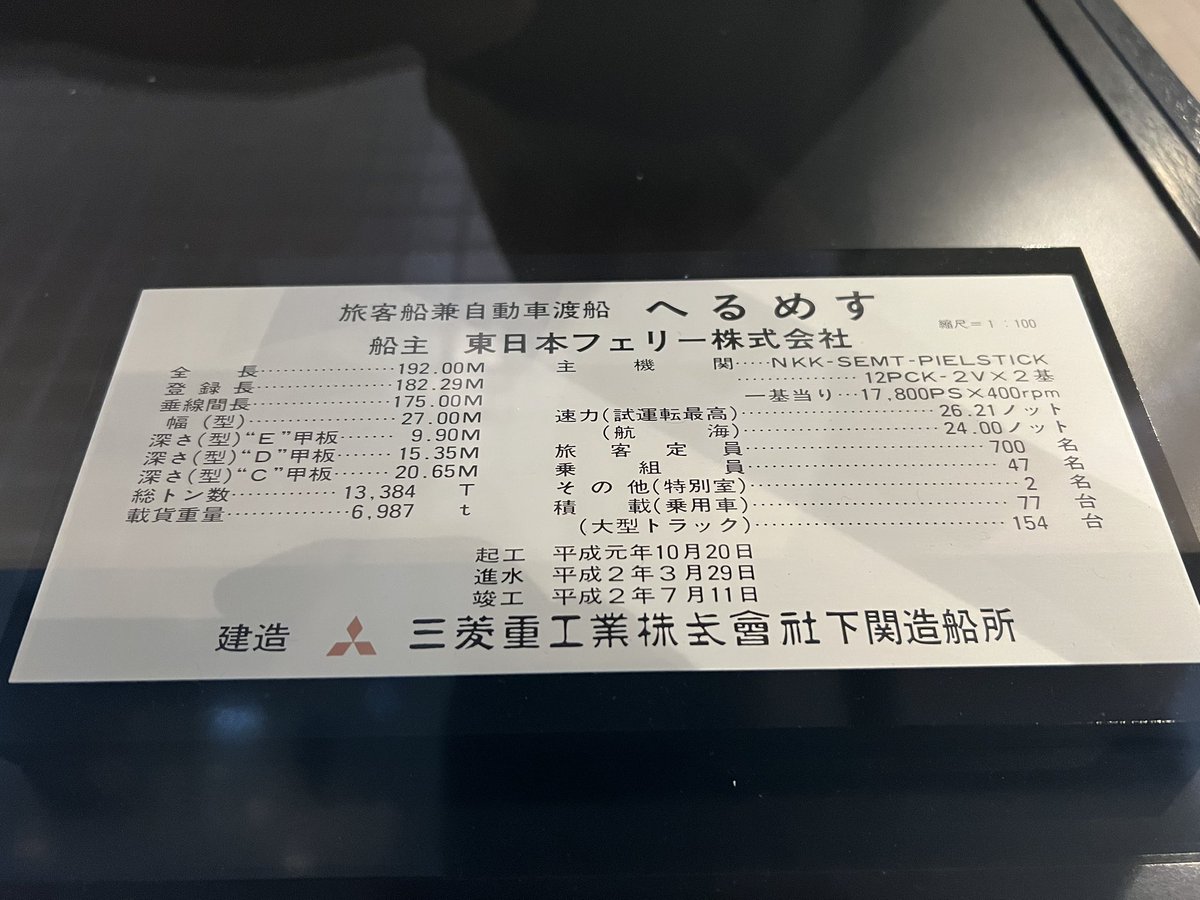 旅客船兼自動車渡船 へるめす
縮尺=1:100
船主 東日本フェリー株式会社
全長‥‥‥‥‥‥192.00M
登録長‥‥‥‥‥‥182.29M
垂線間長‥‥‥‥‥‥175.00M
幅(型)‥‥‥‥‥‥27.00M
深さ(型)“E”甲板‥‥‥9.90M
深さ(型)“D”甲板‥‥‥15.35M
深さ(型)“C”甲板‥‥‥20.65M
総トン数‥‥‥‥‥13,384 T
載貨重量‥‥‥‥‥‥6,987 t
主機関‥‥NKK-SEMT-PIELSTICK
‥‥‥‥‥‥12PCK-2V×2基
一基当り‥‥17,800PS×400rpm
速力(試運転最高)‥‥‥‥‥‥26.21ノット
(航海)‥‥‥‥‥‥24.00ノット
旅客定員‥‥‥‥‥‥700名
乗組員‥‥‥‥‥‥47名
その他(特別室)‥‥‥‥‥‥2名
積載(乗用車)‥‥‥‥‥‥77台
(大型トラック)‥‥‥‥‥‥154台
起工 平成元年10月20日
進水 平成2年3月29日
竣工 平成2年7月11日
建造 三菱重工業株式會社下関造船所